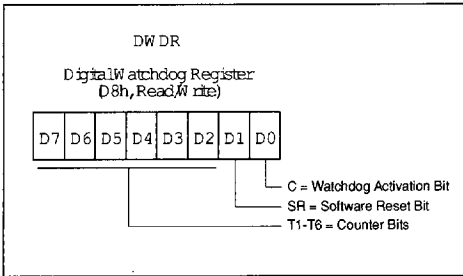 DWDR
Digital Watchdog Register
(D8h, Read/Write)
D7 D6 D5 D4 D3 D2 D1 D0
C = Watchdog Activation Bit
SR = Software Reset Bit
T1-T6 = Counter Bits